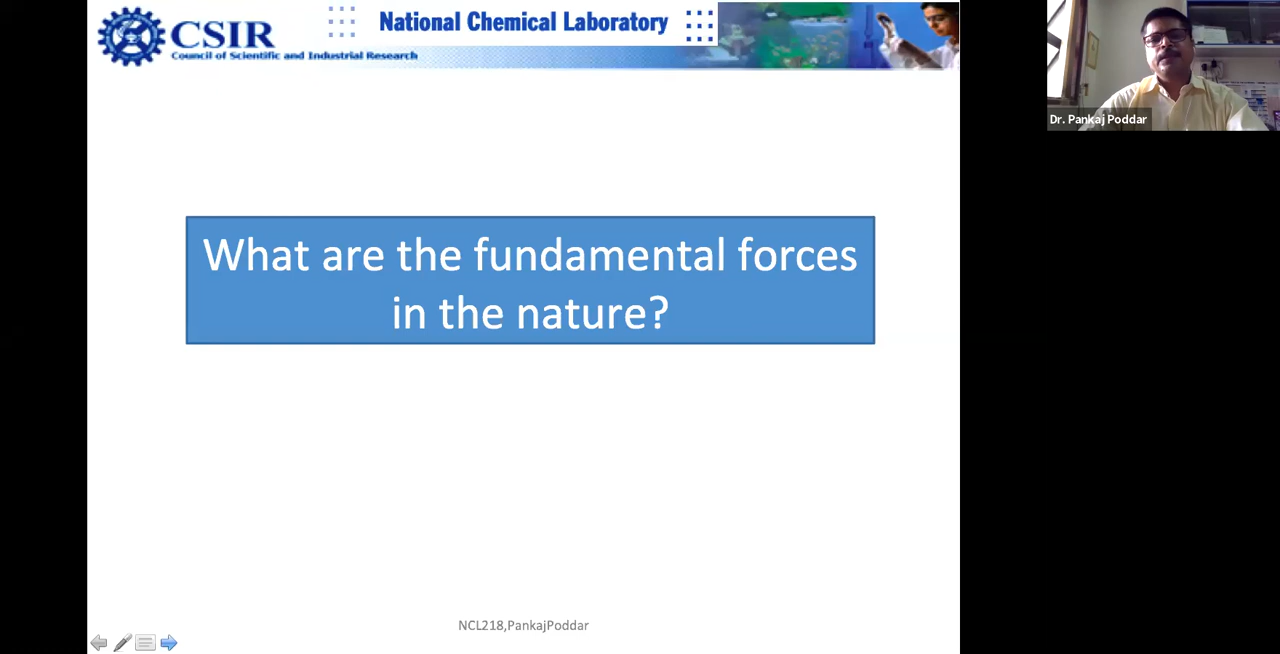 CSIR
Council of Scientific and Industrial Research
National Chemical Laboratory
Dr. Pankaj Poddar
What are the fundamental forces
in the nature?
NCL218,PankajPoddar